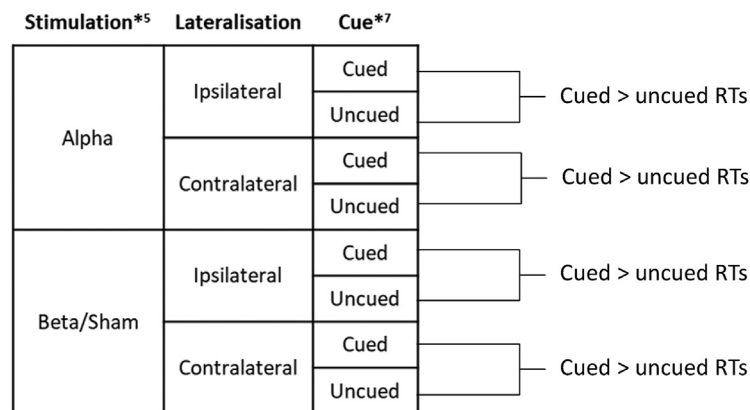 Stimulation*⁵ Lateralisation Cue*⁷
Cued
Ipsilateral
Cued > uncued RTs
Uncued
Alpha
Cued
Contralateral
Cued > uncued RTs
Uncued
Cued
Ipsilateral
Cued > uncued RTs
Uncued
Beta/Sham
Cued
Contralateral
Cued > uncued RTs
Uncued